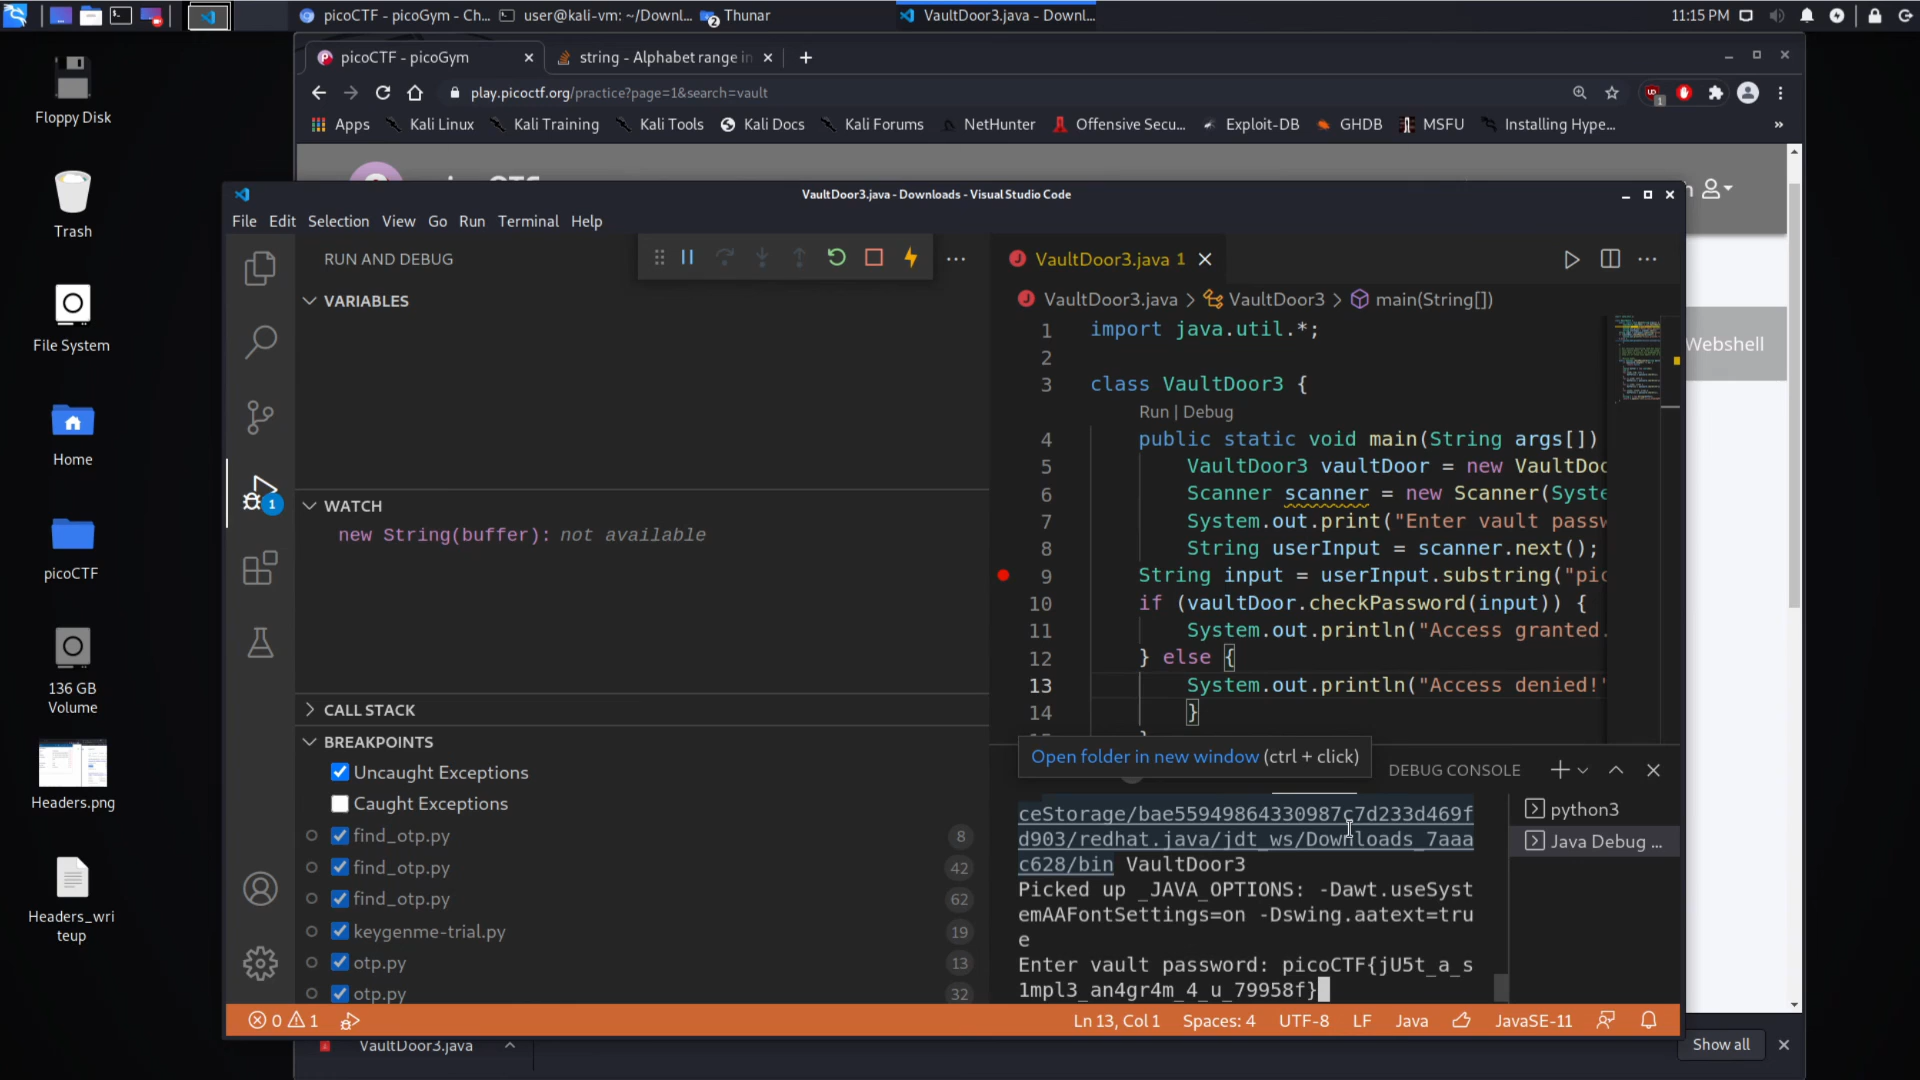 picoCTF - picoGym - Ch...
user@kali-vm: ~/Downl...
2
Thunar
VaultDoor3.java - Downl...
11:15 PM
Floppy Disk
Trash
File System
Home
picoCTF
136 GB
Volume
Headers.png
Headers_wri
teup
picoCTF - picoGym
string - Alphabet range in
play.picoctf.org/practice?page=1&search=vault
1
Apps
Kali Linux
Kali Training
Kali Tools
Kali Docs
Kali Forums
NetHunter
Offensive Secu...
Exploit-DB
GHDB
MSFU
Installing Hype...
»
VaultDoor3.java - Downloads - Visual Studio Code
File Edit Selection View Go Run Terminal Help
RUN AND DEBUG
VARIABLES
WATCH
new String(buffer): not available
CALL STACK
BREAKPOINTS
Uncaught Exceptions
Caught Exceptions
find_otp.py 8
find_otp.py 42
find_otp.py 62
keygenme-trial.py 19
otp.py 13
otp.py 32
1
VaultDoor3.java 1
VaultDoor3.java > VaultDoor3 > main(String[])
1 import java.util.*;
2
3 class VaultDoor3 {
Run | Debug
4 public static void main(String args[])
5 VaultDoor3 vaultDoor = new VaultDoo
6 Scanner scanner = new Scanner(Syste
7 System.out.print("Enter vault passw
8 String userInput = scanner.next();
9 String input = userInput.substring("pic
10 if (vaultDoor.checkPassword(input)) {
11 System.out.println("Access granted.
12 } else {
13 System.out.println("Access denied!"
14 }
Open folder in new window (ctrl + click)
DEBUG CONSOLE
ceStorage/bae55949864330987c7d233d469f
d903/redhat.java/jdt_ws/Downloads_7aaa
c628/bin VaultDoor3
Picked up _JAVA_OPTIONS: -Dawt.useSyst
emAAFontSettings=on -Dswing.aatext=tru
e
Enter vault password: picoCTF{jU5t_a_s
1mpl3_an4gr4m_4_u_79958f}
python3
Java Debug ...
Webshell
0 1
Ln 13, Col 1
Spaces: 4
UTF-8
LF
Java
JavaSE-11
VaultDoor3.java
Show all